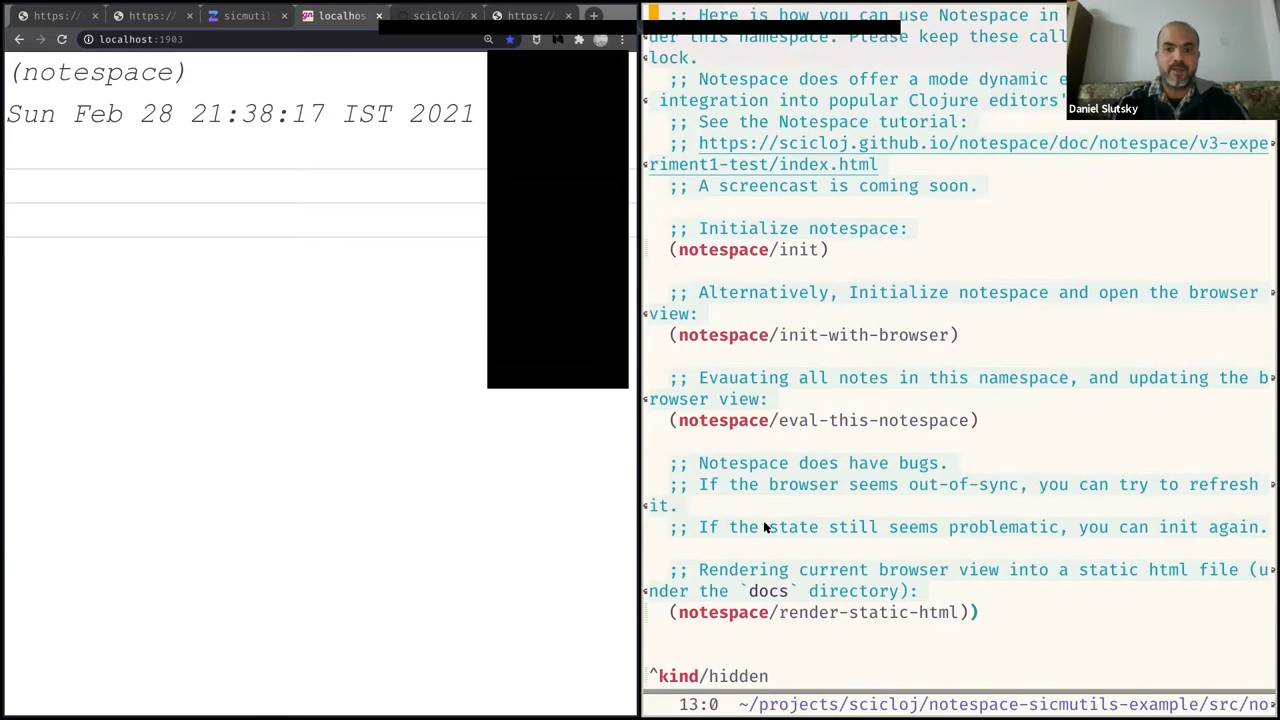 https:/
https:/
sicmutils
localhos
scicloj/
https:/
localhost:1903
(notespace)
Sun Feb 28 21:38:17 IST 2021
;; Here is how you can use Notespace in
der this namespace. Please keep these call
lock.
;; Notespace does offer a mode dynamic e
integration into popular Clojure editors'
;; See the Notespace tutorial:
;; https://scicloj.github.io/notespace/doc/notespace/v3-expe
riment1-test/index.html
;; A screencast is coming soon.
;; Initialize notespace:
(notespace/init)
;; Alternatively, Initialize notespace and open the browser
view:
(notespace/init-with-browser)
;; Evauating all notes in this namespace, and updating the b
rowser view:
(notespace/eval-this-notespace)
;; Notespace does have bugs.
;; If the browser seems out-of-sync, you can try to refresh
it.
;; If the state still seems problematic, you can init again.
;; Rendering current browser view into a static html file (u
nder the `docs` directory):
(notespace/render-static-html))
^kind/hidden
13:0 ~/projects/scicloj/notespace-sicmutils-example/src/no
Daniel Slutsky